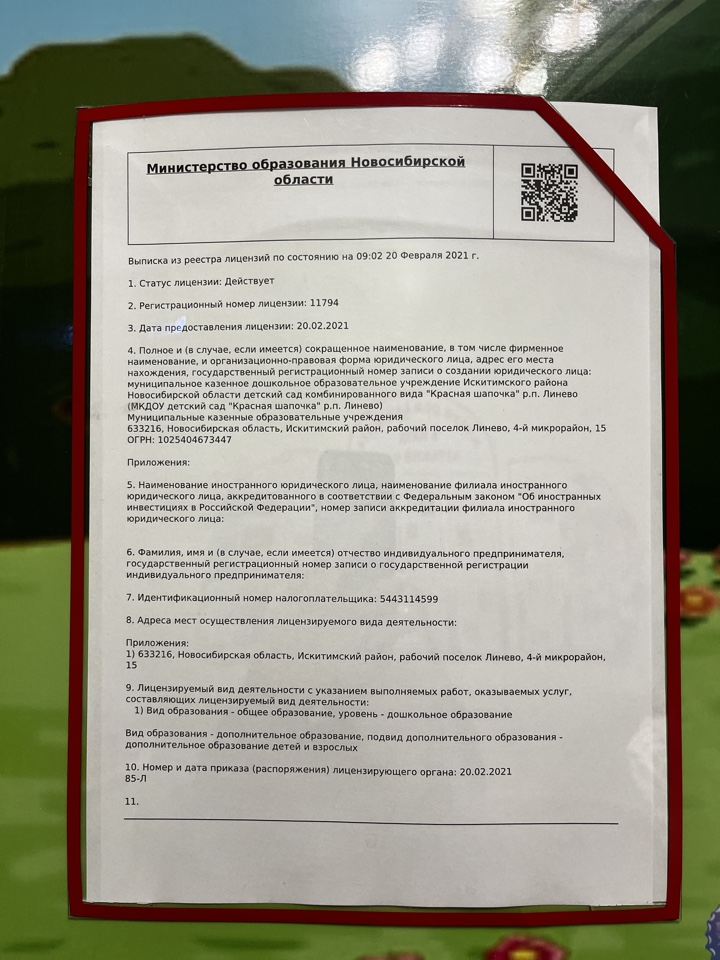 Министерство образования Новосибирской
области
Выписка из реестра лицензий по состоянию на 09:02 20 Февраля 2021 г.
1. Статус лицензии: Действует
2. Регистрационный номер лицензии: 11794
3. Дата предоставления лицензии: 20.02.2021
4. Полное и (в случае, если имеется) сокращенное наименование, в том числе фирменное
наименование, и организационно-правовая форма юридического лица, адрес его места
нахождения, государственный регистрационный номер записи о создании юридического лица:
муниципальное казенное дошкольное образовательное учреждение Искитимского района
Новосибирской области детский сад комбинированного вида "Красная шапочка" р.п. Линево
(МКДОУ детский сад "Красная шапочка" р.п. Линево)
Муниципальные казенные образовательные учреждения
633216, Новосибирская область, Искитимский район, рабочий поселок Линево, 4-й микрорайон, 15
ОГРН: 1025404673447
Приложения:
5. Наименование иностранного юридического лица, наименование филиала иностранного
юридического лица, аккредитованного в соответствии с Федеральным законом "Об иностранных
инвестициях в Российской Федерации", номер записи аккредитации филиала иностранного
юридического лица:
6. Фамилия, имя и (в случае, если имеется) отчество индивидуального предпринимателя,
государственный регистрационный номер записи о государственной регистрации
индивидуального предпринимателя:
7. Идентификационный номер налогоплательщика: 5443114599
8. Адреса мест осуществления лицензируемого вида деятельности:
Приложения:
1) 633216, Новосибирская область, Искитимский район, рабочий поселок Линево, 4-й микрорайон,
15
9. Лицензируемый вид деятельности с указанием выполняемых работ, оказываемых услуг,
составляющих лицензируемый вид деятельности:
1) Вид образования - общее образование, уровень - дошкольное образование
Вид образования - дополнительное образование, подвид дополнительного образования -
дополнительное образование детей и взрослых
10. Номер и дата приказа (распоряжения) лицензирующего органа: 20.02.2021
85-Л
11.